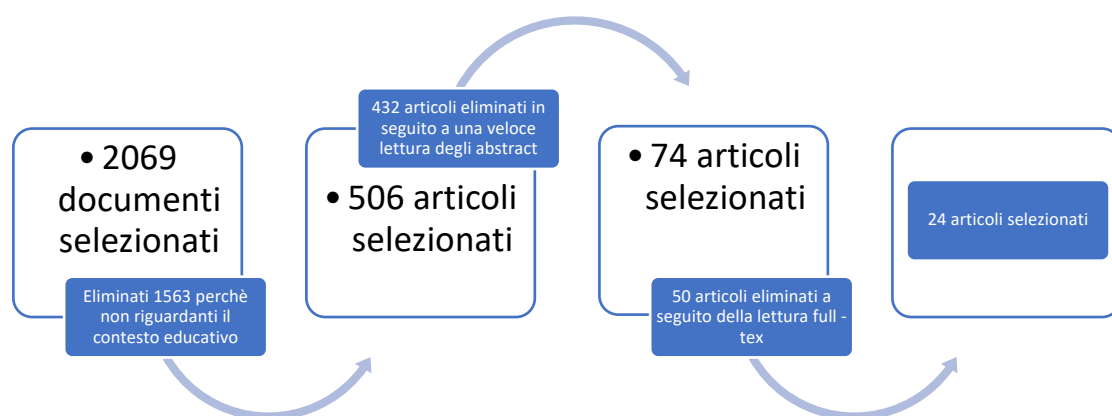 • 2069
documenti
selezionati
Eliminati 1563 perchè
non riguardanti il
contesto educativo
432 articoli eliminati in
seguito a una veloce
lettura degli abstract
• 506 articoli
selezionati
• 74 articoli
selezionati
50 articoli eliminati a
seguito della lettura full -
tex
24 articoli selezionati